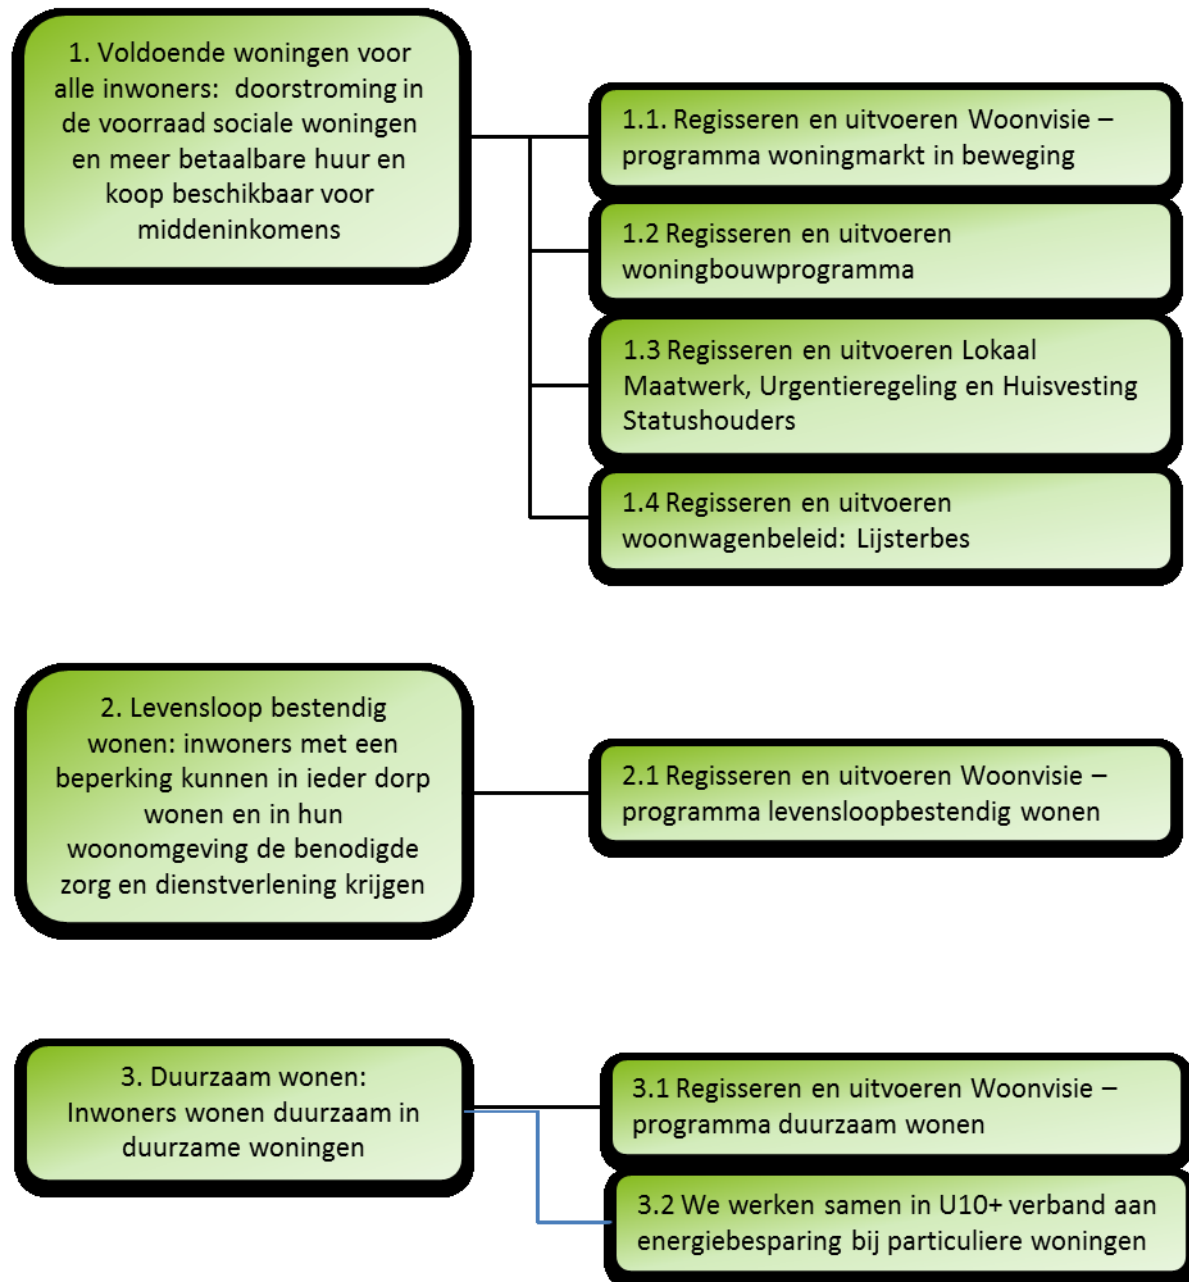 1. Voldoende woningen voor
alle inwoners: doorstroming in
de voorraad sociale woningen
en meer betaalbare huur en
koop beschikbaar voor
middeninkomens
1.1. Regisseren en uitvoeren Woonvisie –
programma woningmarkt in beweging
1.2 Regisseren en uitvoeren
woningbouwprogramma
1.3 Regisseren en uitvoeren Lokaal
Maatwerk, Urgentieregeling en Huisvesting
Statushouders
1.4 Regisseren en uitvoeren
woonwagenbeleid: Lijsterbes
2. Levensloop bestendig
wonen: inwoners met een
beperking kunnen in ieder dorp
wonen en in hun
woonomgeving de benodigde
zorg en dienstverlening krijgen
2.1 Regisseren en uitvoeren Woonvisie –
programma levensloopbestendig wonen
3. Duurzaam wonen:
Inwoners wonen duurzaam in
duurzame woningen
3.1 Regisseren en uitvoeren Woonvisie –
programma duurzaam wonen
3.2 We werken samen in U10+ verband aan
energiebesparing bij particuliere woningen